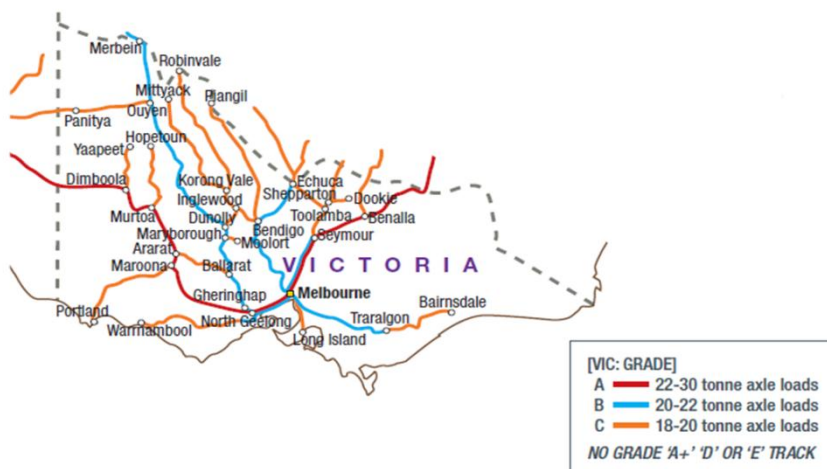 Merbein
Robinvale
Mittyack
Piangil
Ouyen
Panitya
Hopetoun
Yaapeet
Dimboola
Korong Vale
Echuca
Shepparton
Inglewood
Dookie
Murtoa
Dunolly
Toolamba
Benalla
Maryborough
Bendigo
Seymour
Moolort
Ararat
Maroona
Ballarat
VICTORIA
Gheringhap
Melbourne
Bairnsdale
Portland
Warrnambool
North Geelong
Traralgon
Long Island
[VIC: GRADE]
A 22-30 tonne axle loads
B 20-22 tonne axle loads
C 18-20 tonne axle loads
NO GRADE 'A+' 'D' OR 'E' TRACK